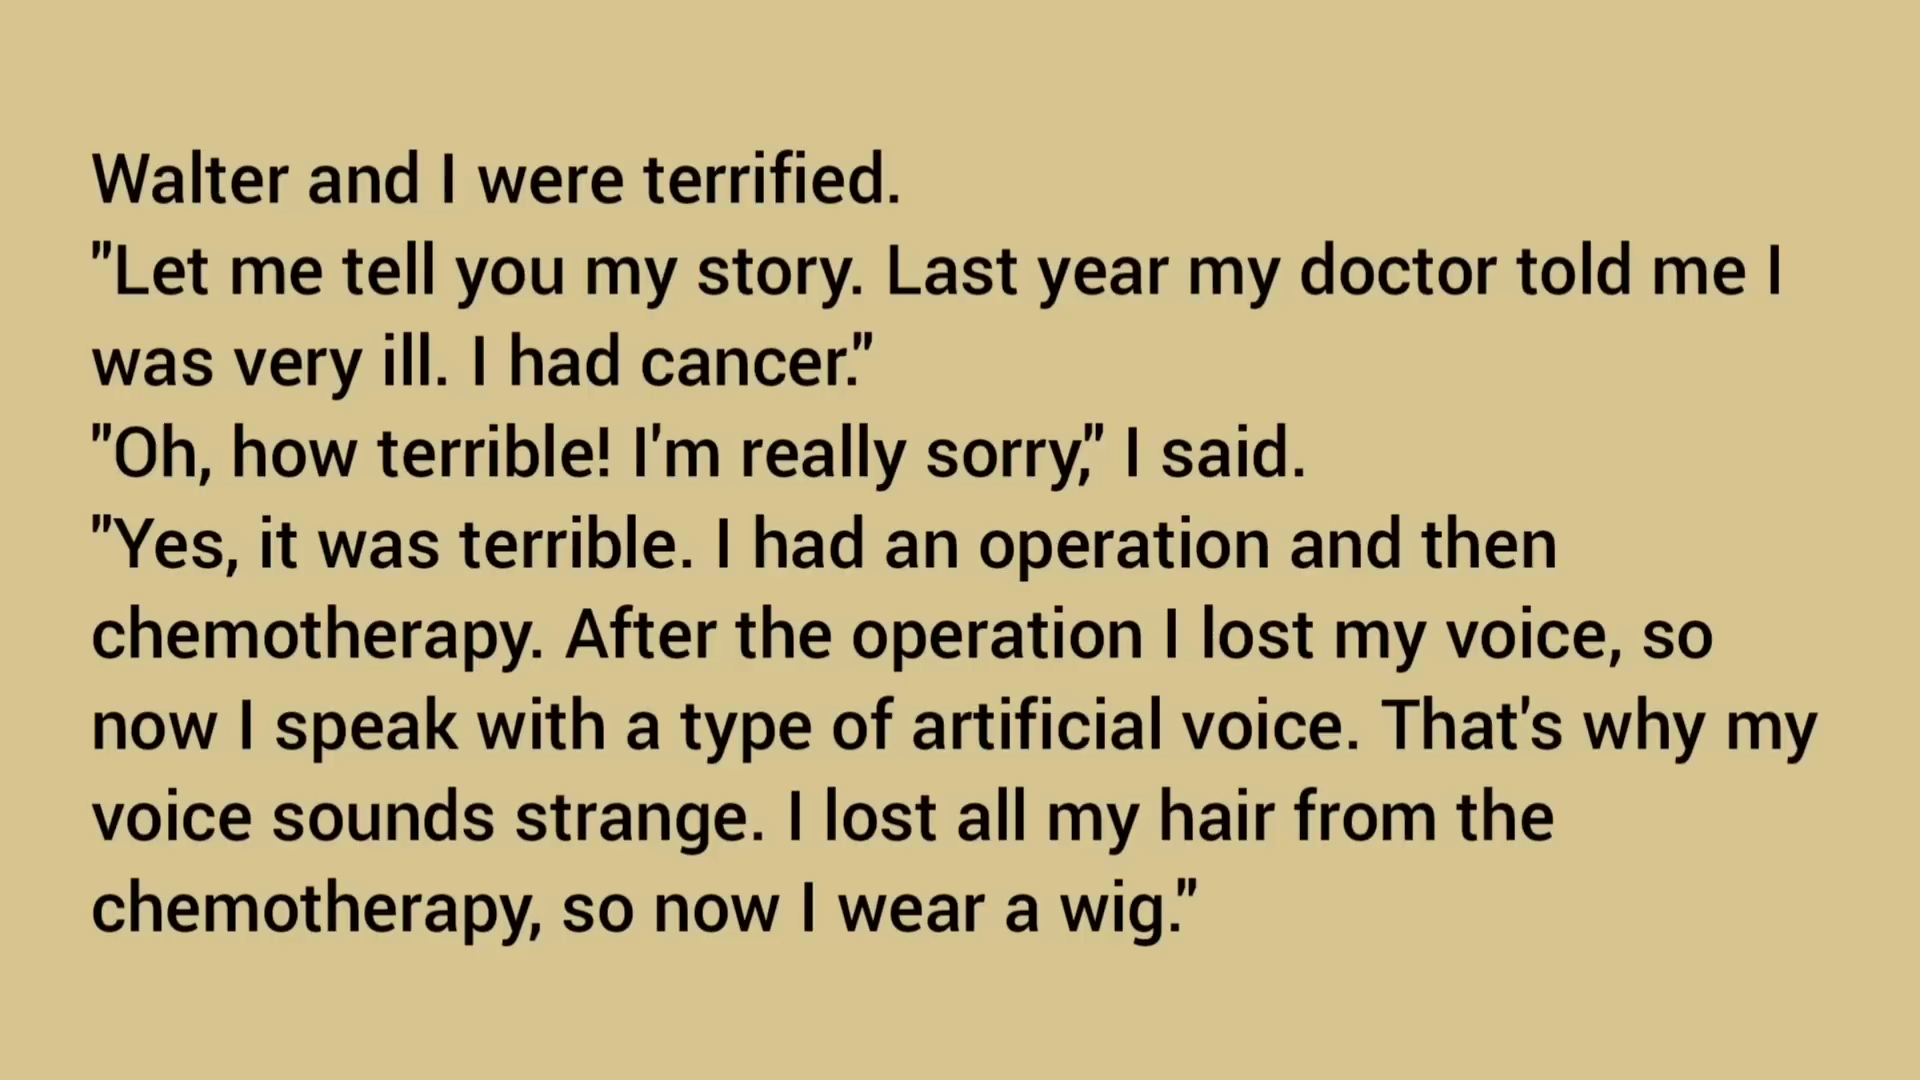 Walter and I were terrified.
"Let me tell you my story. Last year my doctor told me I
was very ill. I had cancer."
"Oh, how terrible! I'm really sorry," I said.
"Yes, it was terrible. I had an operation and then
chemotherapy. After the operation I lost my voice, so
now I speak with a type of artificial voice. That's why my
voice sounds strange. I lost all my hair from the
chemotherapy, so now I wear a wig."